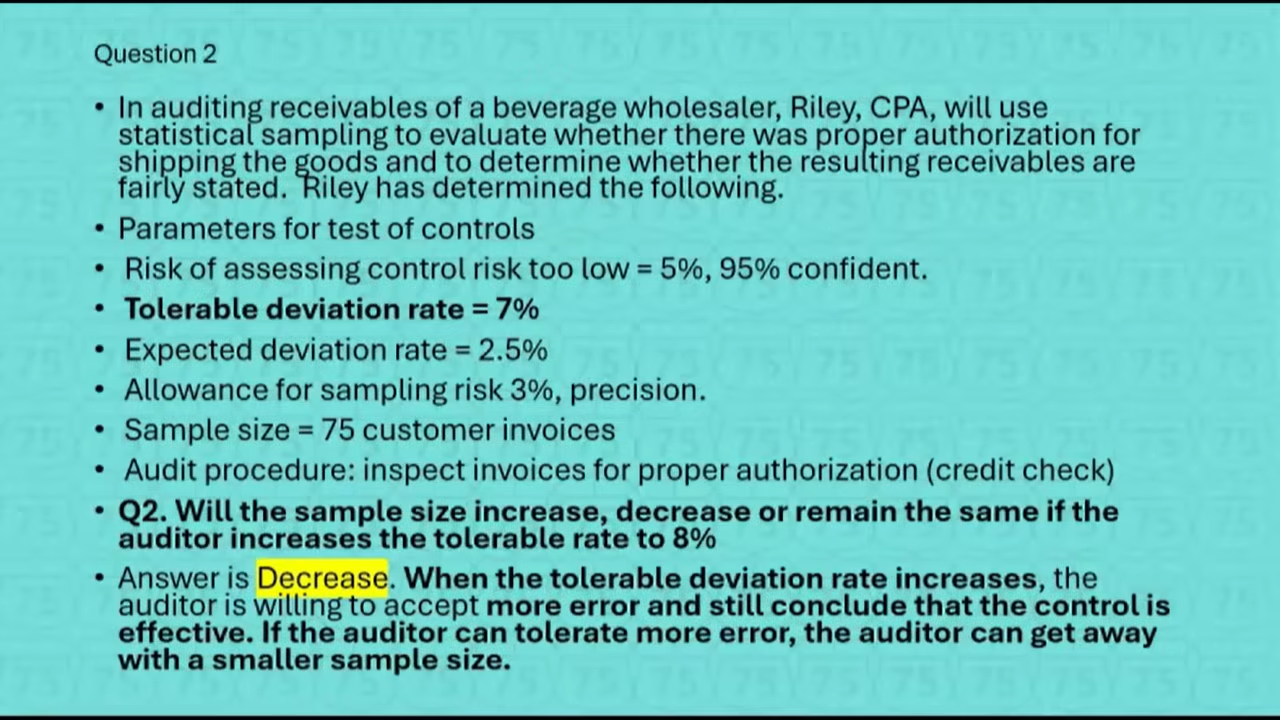 Question 2
• In auditing receivables of a beverage wholesaler, Riley, CPA, will use
statistical sampling to evaluate whether there was proper authorization for
shipping the goods and to determine whether the resulting receivables are
fairly stated.  Riley has determined the following.
• Parameters for test of controls
• Risk of assessing control risk too low = 5%, 95% confident.
• Tolerable deviation rate = 7%
• Expected deviation rate = 2.5%
• Allowance for sampling risk 3%, precision.
• Sample size = 75 customer invoices
• Audit procedure: inspect invoices for proper authorization (credit check)
• Q2. Will the sample size increase, decrease or remain the same if the
auditor increases the tolerable rate to 8%
• Answer is Decrease. When the tolerable deviation rate increases, the
auditor is willing to accept more error and still conclude that the control is
effective. If the auditor can tolerate more error, the auditor can get away
with a smaller sample size.